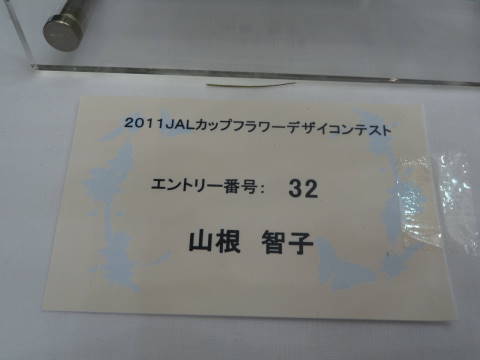 2011JALカップフラワーデザイコンテスト
エントリー番号: 32
山根 智子